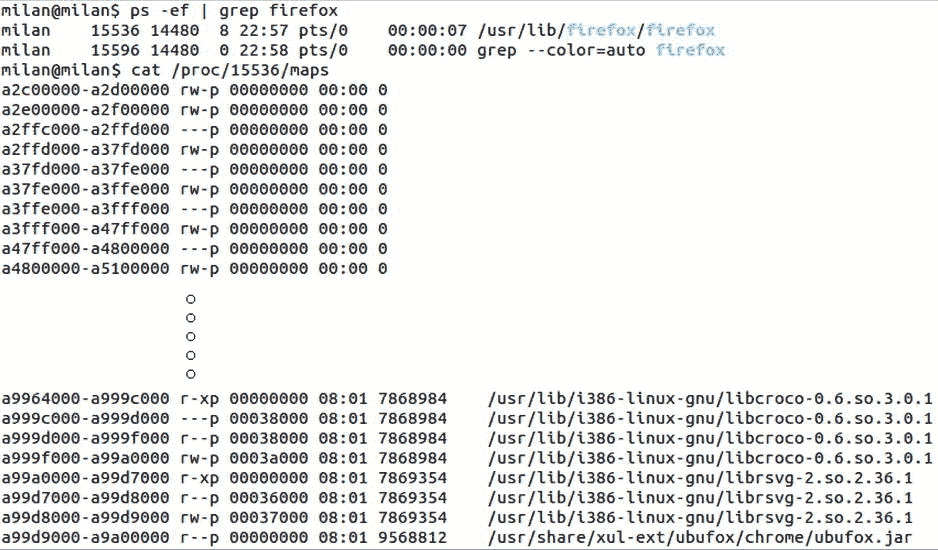 milan@milan$ ps -ef | grep firefox
milan    15536 14480  8 22:57 pts/0    00:00:07 /usr/lib/firefox/firefox
milan    15596 14480  0 22:58 pts/0    00:00:00 grep --color=auto firefox
milan@milan$ cat /proc/15536/maps
a2c00000-a2d00000 rw-p 00000000 00:00 0
a2e00000-a2f00000 rw-p 00000000 00:00 0
a2ffc000-a2ffd000 ---p 00000000 00:00 0
a2ffd000-a37fd000 rw-p 00000000 00:00 0
a37fd000-a37fe000 ---p 00000000 00:00 0
a37fe000-a3ffe000 rw-p 00000000 00:00 0
a3ffe000-a3fff000 ---p 00000000 00:00 0
a3fff000-a47ff000 rw-p 00000000 00:00 0
a47ff000-a4800000 ---p 00000000 00:00 0
a4800000-a5100000 rw-p 00000000 00:00 0
a9964000-a999c000 r-xp 00000000 08:01 7868984    /usr/lib/i386-linux-gnu/libcroco-0.6.so.3.0.1
a999c000-a999d000 ---p 00038000 08:01 7868984    /usr/lib/i386-linux-gnu/libcroco-0.6.so.3.0.1
a999d000-a999f000 r--p 00038000 08:01 7868984    /usr/lib/i386-linux-gnu/libcroco-0.6.so.3.0.1
a999f000-a99a0000 rw-p 0003a000 08:01 7868984    /usr/lib/i386-linux-gnu/libcroco-0.6.so.3.0.1
a99a0000-a99d7000 r-xp 00000000 08:01 7869354    /usr/lib/i386-linux-gnu/librsvg-2.so.2.36.1
a99d7000-a99d8000 r--p 00036000 08:01 7869354    /usr/lib/i386-linux-gnu/librsvg-2.so.2.36.1
a99d8000-a99d9000 rw-p 00037000 08:01 7869354    /usr/lib/i386-linux-gnu/librsvg-2.so.2.36.1
a99d9000-a9a00000 r--p 00000000 08:01 9568812    /usr/share/xul-ext/ubufox/chrome/ubufox.jar